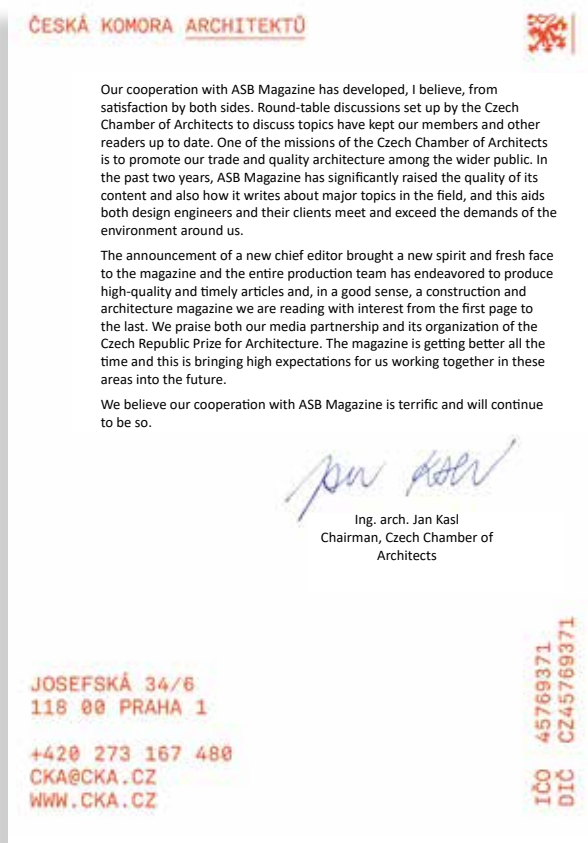 ČESKÁ KOMORA ARCHITEKTŮ
Our cooperation with ASB Magazine has developed, I believe, from
satisfaction by both sides. Round-table discussions set up by the Czech
Chamber of Architects to discuss topics have kept our members and other
readers up to date. One of the missions of the Czech Chamber of Architects
is to promote our trade and quality architecture among the wider public. In
the past two years, ASB Magazine has significantly raised the quality of its
content and also how it writes about major topics in the field, and this aids
both design engineers and their clients meet and exceed the demands of the
environment around us.
The announcement of a new chief editor brought a new spirit and fresh face
to the magazine and the entire production team has endeavored to produce
high-quality and timely articles and, in a good sense, a construction and
architecture magazine we are reading with interest from the first page to
the last. We praise both our media partnership and its organization of the
Czech Republic Prize for Architecture. The magazine is getting better all the
time and this is bringing high expectations for us working together in these
areas into the future.
We believe our cooperation with ASB Magazine is terrific and will continue
to be so.
Jan Kasl
Ing. arch. Jan Kasl
Chairman, Czech Chamber of
Architects
JOSEFSKÁ 34/6
118 00 PRAHA 1
+420 273 167 480
CKA@CKA.CZ
WWW.CKA.CZ
IČO 45769371
DIČ CZ45769371